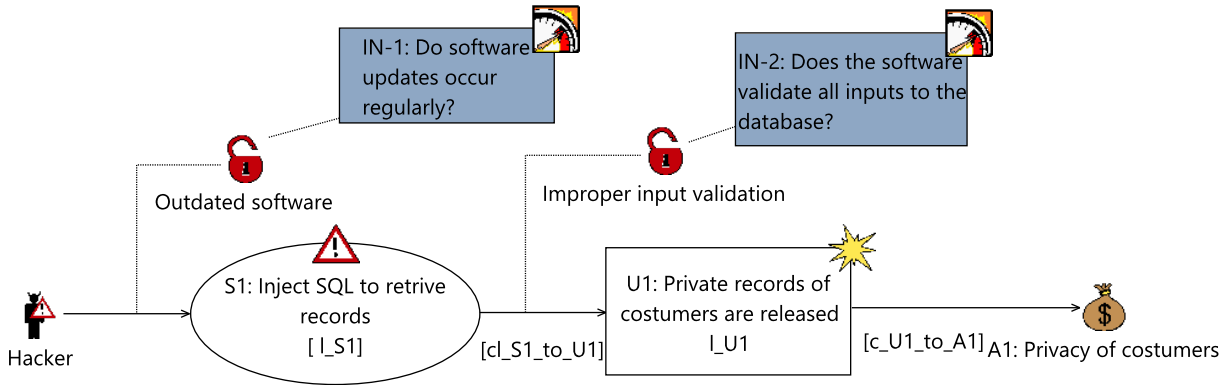 IN-1: Do software
updates occur
regularly?
IN-2: Does the software
validate all inputs to the
database?
Outdated software
Improper input validation
S1: Inject SQL to retrive
records
[ l_S1]
U1: Private records of
costumers are released
l_U1
Hacker
[cl_S1_to_U1]
[c_U1_to_A1]
A1: Privacy of costumers